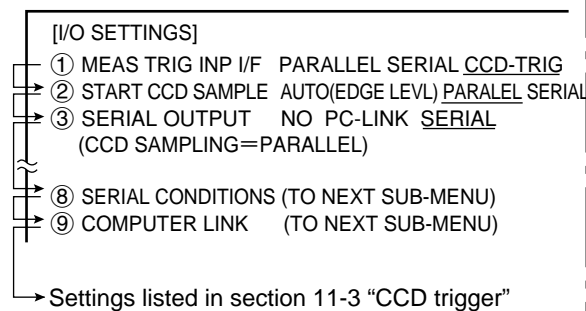 [I/O SETTINGS]
① MEAS TRIG INP I/F PARALLEL SERIAL CCD-TRIG
② START CCD SAMPLE AUTO(EDGE LEVL) PARALEL SERIAL
③ SERIAL OUTPUT NO PC-LINK SERIAL
(CCD SAMPLING=PARALLEL)
⑧ SERIAL CONDITIONS (TO NEXT SUB-MENU)
⑨ COMPUTER LINK (TO NEXT SUB-MENU)
Settings listed in section 11-3 “CCD trigger”